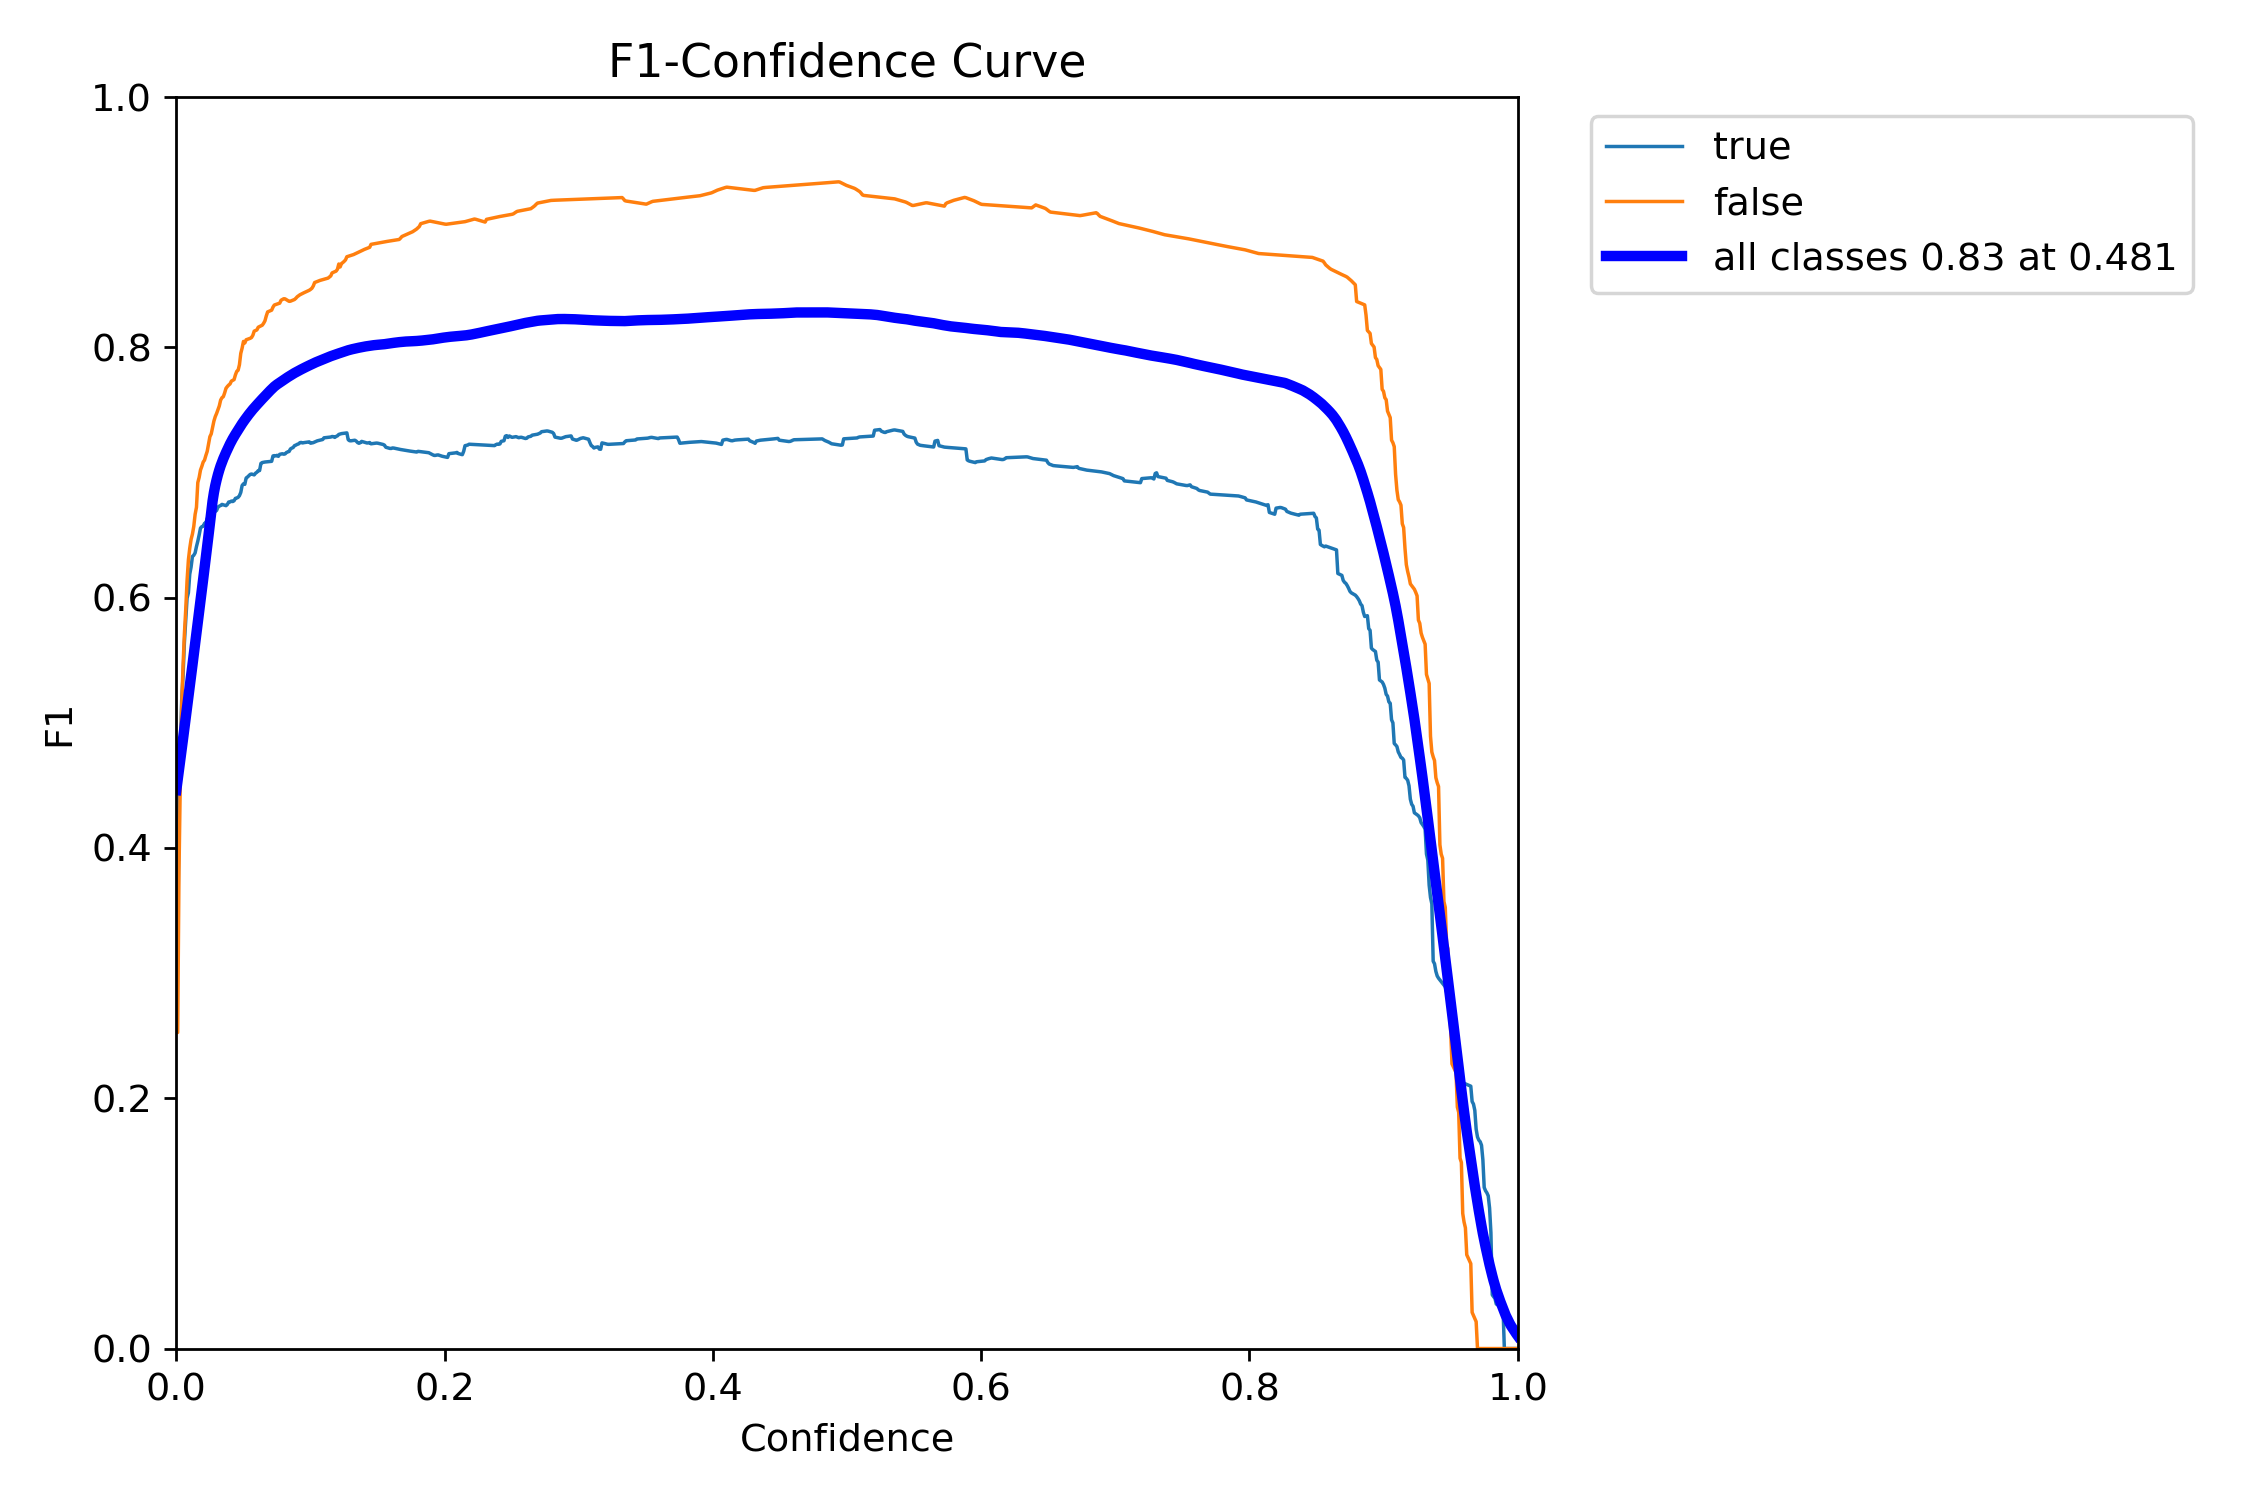 F1-Confidence Curve
1.0
0.8
0.6
0.4
0.2
0.0
F1
0.0 0.2 0.4 0.6 0.8 1.0
Confidence
true
false
all classes 0.83 at 0.481